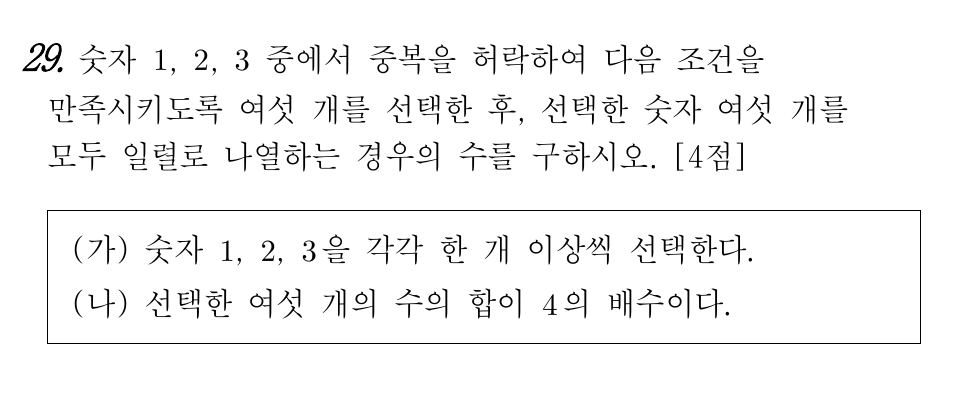 29. 숫자 1, 2, 3 중에서 중복을 허락하여 다음 조건을
만족시키도록 여섯 개를 선택한 후, 선택한 숫자 여섯 개를
모두 일렬로 나열하는 경우의 수를 구하시오. [4점]
(가) 숫자 1, 2, 3을 각각 한 개 이상씩 선택한다.
(나) 선택한 여섯 개의 수의 합이 4의 배수이다.